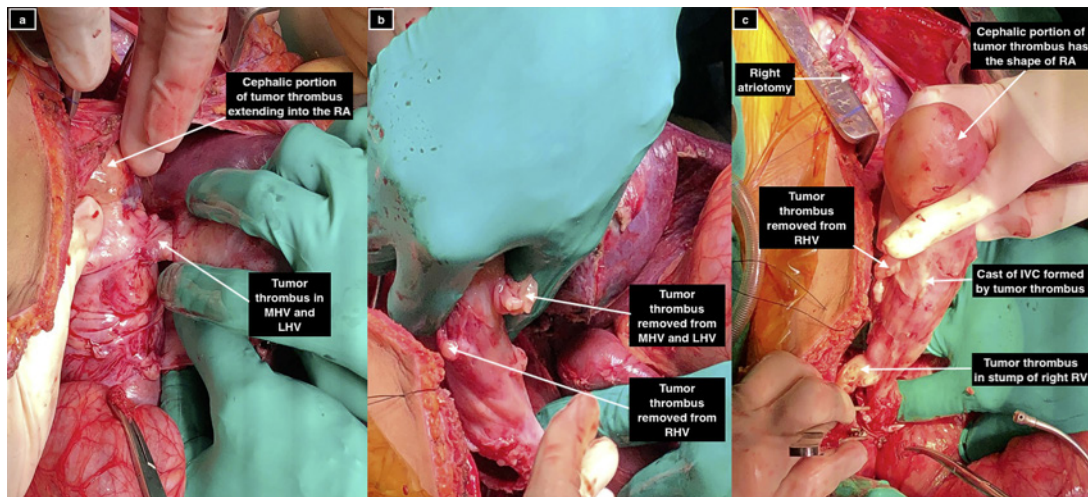 a
Cephalic portion
of tumor thrombus
extending into the RA
Tumor
thrombus in
MHV and
LHV
b
Tumor
thrombus
removed from
MHV and LHV
Tumor
thrombus
removed from
RHV
c
Cephalic portion of
tumor thrombus has
the shape of RA
Right
atriotomy
Tumor
thrombus
removed from
RHV
Cast of IVC formed
by tumor thrombus
Tumor thrombus
in stump of right RV